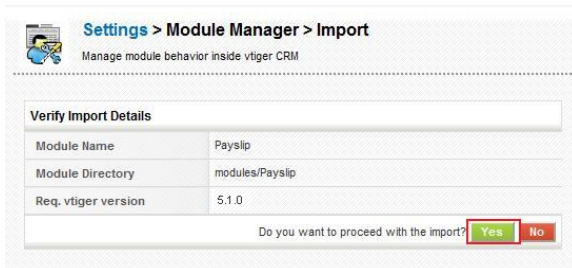 Settings > Module Manager > Import
Manage module behavior inside vtiger CRM
Verify Import Details
Module Name Payslip
Module Directory modules/Payslip
Req. vtiger version 5.1.0
Do you want to proceed with the import? Yes No